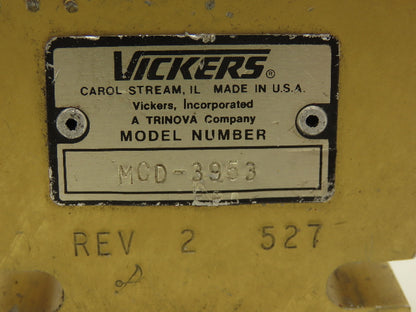 VICKERS®
CAROL STREAM, IL MADE IN U.S.A.
Vickers, Incorporated
A TRINOVA Company
MODEL NUMBER
MCD-3953
REV 2 527